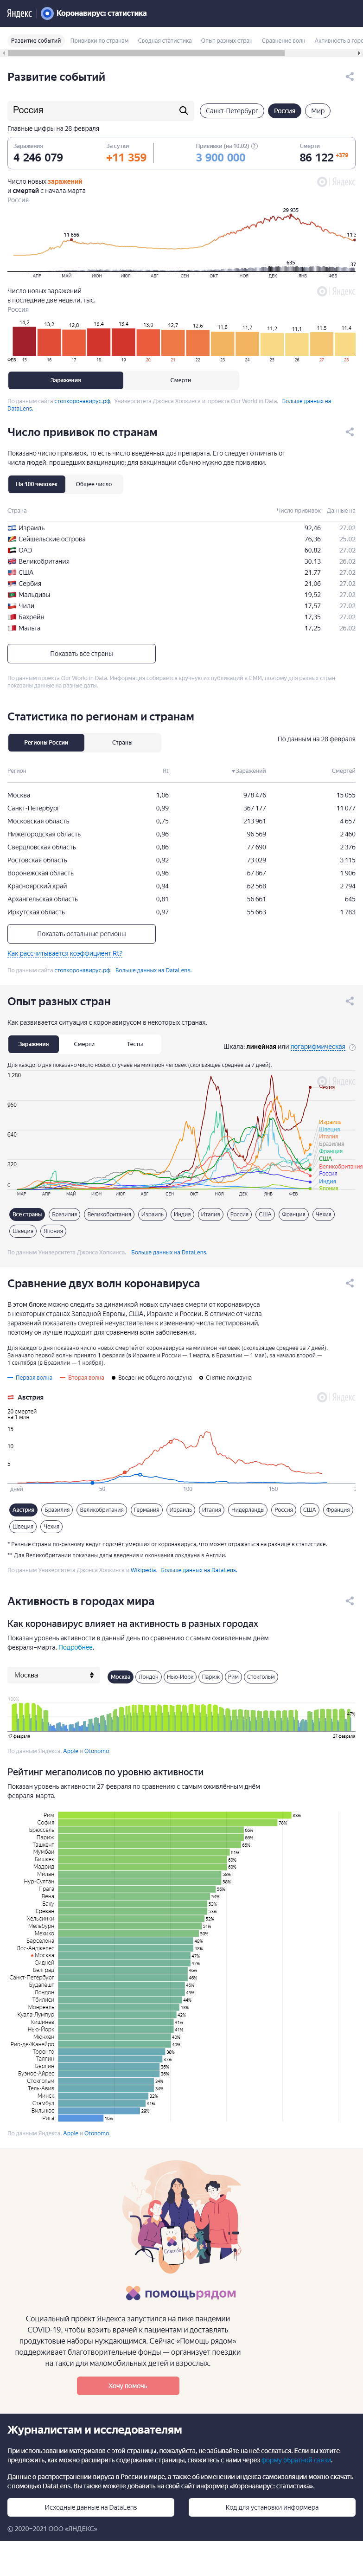 Яндекс Коронавирус: статистика
Развитие событий Прививки по странам Сводная статистика Опыт разных стран Сравнение волн Активность в горо
Развитие событий
Россия
Санкт-Петербург Россия Мир
Главные цифры на 28 февраля
Заражения За сутки Прививки (на 10.02) ? Смерти
4 246 079 +11 359 3 900 000 86 122 +379
Число новых заражений
и смертей с начала марта
Россия
Яндекс
29 935
11 656
11 3
635
37
АПР МАЙ ИЮН ИЮЛ АВГ СЕН ОКТ НОЯ ДЕК ЯНВ ФЕВ
Число новых заражений
в последние две недели, тыс.
Россия
Яндекс
14,2 13,2 12,8 13,4 13,4 13,0 12,7 12,6 11,8 11,7 11,2 11,1 11,5 11,4
ФЕВ 15 16 17 18 19 20 21 22 23 24 25 26 27 28
Заражения Смерти
По данным сайта стопкоронавирус.рф, Университета Джонса Хопкинса и проекта Our World in Data. Больше данных на
DataLens.
Число прививок по странам
Показано число прививок, то есть число введённых доз препарата. Его следует отличать от
числа людей, прошедших вакцинацию: для вакцинации обычно нужно две прививки.
На 100 человек Общее число
Страна Число прививок Данные на
Израиль 92,46 27.02
Сейшельские острова 76,36 25.02
ОАЭ 60,82 27.02
Великобритания 30,13 26.02
США 21,77 27.02
Сербия 21,06 27.02
Мальдивы 19,52 27.02
Чили 17,57 27.02
Бахрейн 17,35 27.02
Мальта 17,25 26.02
Показать все страны
По данным проекта Our World in Data. Информация собирается вручную из публикаций в СМИ, поэтому для разных стран
показаны данные на разные даты.
Статистика по регионам и странам
Регионы России Страны По данным на 28 февраля
Регион Rt ▾ Заражений Смертей
Москва 1,06 978 476 15 055
Санкт-Петербург 0,99 367 177 11 077
Московская область 0,75 213 961 4 657
Нижегородская область 0,96 96 569 2 460
Свердловская область 0,86 77 690 2 376
Ростовская область 0,92 73 029 3 115
Воронежская область 0,96 67 867 1 906
Красноярский край 0,94 62 568 2 794
Архангельская область 0,81 56 661 645
Иркутская область 0,97 55 663 1 783
Показать остальные регионы
Как рассчитывается коэффициент Rt?
По данным сайта стопкоронавирус.рф. Больше данных на DataLens.
Опыт разных стран
Как развивается ситуация с коронавирусом в некоторых странах.
Заражения Смерти Тесты
Шкала: линейная или логарифмическая ?
Для каждого дня показано число новых случаев на миллион человек (скользящее среднее за 7 дней).
1 280
Яндекс
Чехия
960
Израиль
Швеция
640
Италия
Бразилия
Франция
США
320
Великобритания
Россия
Индия
0
Япония
МАР АПР МАЙ ИЮН ИЮЛ АВГ СЕН ОКТ НОЯ ДЕК ЯНВ ФЕВ
Все страны Бразилия Великобритания Израиль Индия Италия Россия США Франция Чехия
Швеция Япония
По данным Университета Джонса Хопкинса. Больше данных на DataLens.
Сравнение двух волн коронавируса
В этом блоке можно следить за динамикой новых случаев смерти от коронавируса
в некоторых странах Западной Европы, США, Израиле и России. В отличие от числа
заражений показатель смертей менее чувствителен к изменению числа тестирований,
поэтому он лучше подходит для сравнения волн заболевания.
Для каждого дня показано число новых смертей от коронавируса на миллион человек (скользящее среднее за 7 дней).
За начало первой волны принято 1 февраля (в Израиле и России — 1 марта, в Бразилии — 1 мая), за начало второй —
1 сентября (в Бразилии — 1 ноября).
Первая волна Вторая волна Введение общего локдауна Снятие локдауна
Австрия
Яндекс
20 смертей
на 1 млн
15
10
5
дней 50 100 150 2
Австрия Бразилия Великобритания Германия Израиль Италия Нидерланды Россия США Франция
Швеция Чехия
* Разные страны по-разному ведут подсчёт умерших от коронавируса, что может отражаться на разнице в статистике.
** Для Великобритании показаны даты введения и окончания локдауна в Англии.
По данным Университета Джонса Хопкинса и Wikipedia. Больше данных на DataLens.
Активность в городах мира
Как коронавирус влияет на активность в разных городах
Показан уровень активности в данный день по сравнению с самым оживлённым днём
февраля–марта. Подробнее.
Москва
Москва Лондон Нью-Йорк Париж Рим Стокгольм
100%
47%
17 февраля 27 февраля
По данным Яндекса, Apple и Otonomo
Рейтинг мегаполисов по уровню активности
Показан уровень активности 27 февраля по сравнению с самым оживлённым днём
февраля-марта.
Рим 83%
София 78%
Брюссель 66%
Париж 66%
Ташкент 65%
Мумбаи 61%
Бишкек 60%
Мадрид 60%
Милан 58%
Нур-Султан 58%
Прага 56%
Вена 54%
Баку 53%
Ереван 53%
Хельсинки 52%
Мельбурн 51%
Мехико 50%
Барселона 48%
Лос-Анджелес 48%
Москва 47%
Сидней 47%
Белград 46%
Санкт-Петербург 46%
Будапешт 45%
Лондон 45%
Тбилиси 44%
Монреаль 43%
Куала-Лумпур 42%
Кишинёв 41%
Нью-Йорк 41%
Мюнхен 40%
Рио-де-Жанейро 40%
Торонто 38%
Таллин 37%
Берлин 36%
Буэнос-Айрес 36%
Стокгольм 34%
Тель-Авив 34%
Минск 32%
Стамбул 31%
Вильнюс 29%
Рига 16%
По данным Яндекса, Apple и Otonomo
Спасибо
помощьрядом
Социальный проект Яндекса запустился на пике пандемии
COVID-19, чтобы возить врачей к пациентам и доставлять
продуктовые наборы нуждающимся. Сейчас «Помощь рядом»
поддерживает благотворительные фонды — организует поездки
на такси для маломобильных детей и взрослых.
Хочу помочь
Журналистам и исследователям
При использовании материалов с этой страницы, пожалуйста, не забывайте на неё сослаться. Если вы хотите
предложить, как можно расширить содержание страницы, свяжитесь с нами через форму обратной связи.
Данные о распространении вируса в России и мире, а также об изменении индекса самоизоляции можно скачать
с помощью DataLens. Вы также можете добавить на свой сайт информер «Коронавирус: статистика».
Исходные данные на DataLens Код для установки информера
© 2020–2021 ООО «ЯНДЕКС»